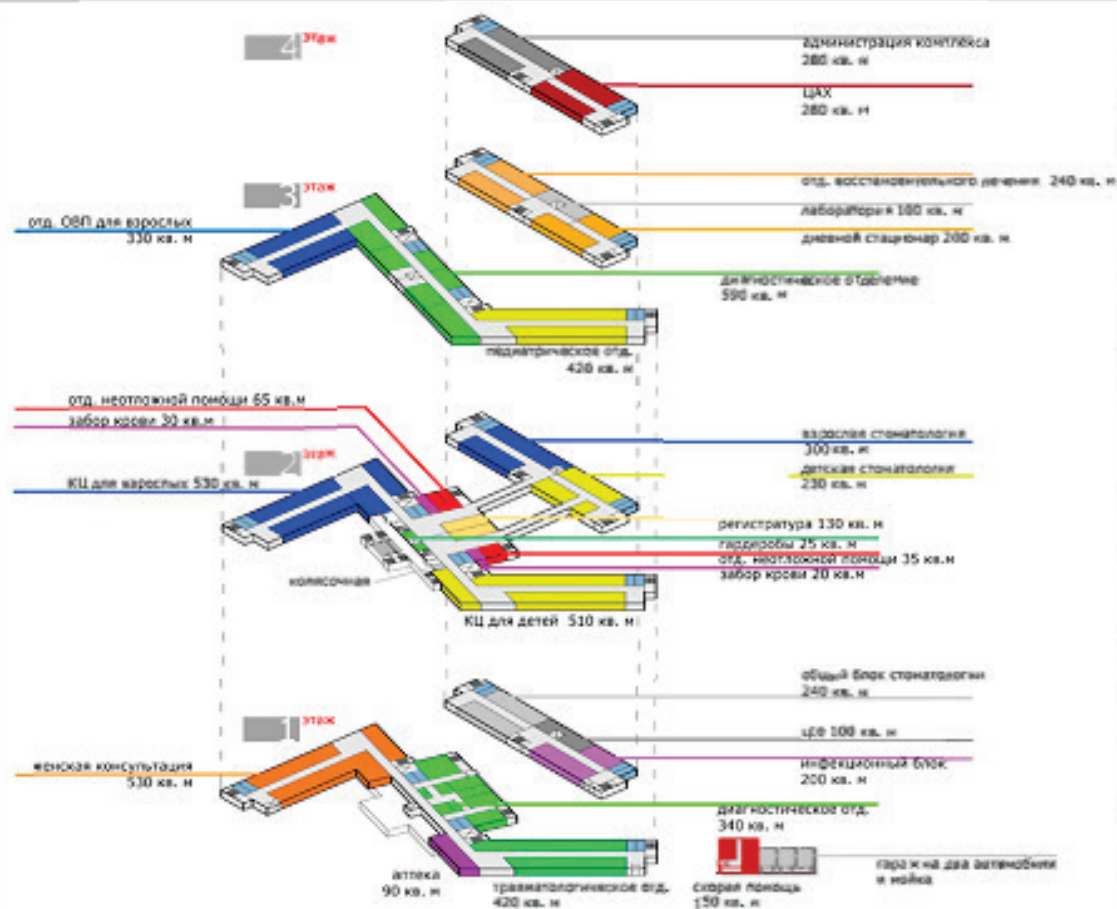 4 этаж
администрация комплекса
280 кв. м
ЦАХ
280 кв. м
3 этаж
отд. восстановительного лечения 240 кв. м
лаборатория 100 кв. м
дневной стационар 200 кв. м
отд. ОВП для взрослых
330 кв. м
диагностическое отделение
590 кв. м
педиатрическое отд.
420 кв. м
отд. неотложной помощи 65 кв.м
забор крови 30 кв.м
2 этаж
взрослая стоматология
300 кв. м
детская стоматология
230 кв. м
КЦ для взрослых 530 кв. м
регистратура 130 кв. м
гардеробы 25 кв. м
отд. неотложной помощи 35 кв.м
забор крови 20 кв.м
колясочная
КЦ для детей 510 кв. м
общий блок стоматологии
240 кв. м
1 этаж
100 кв. м
женская консультация
530 кв. м
инфекционный блок
200 кв. м
диагностическое отд.
340 кв. м
аптека
90 кв. м
травматологическое отд.
420 кв. м
скорая помощь
150 кв. м
гараж на два автомобиля
и мойка